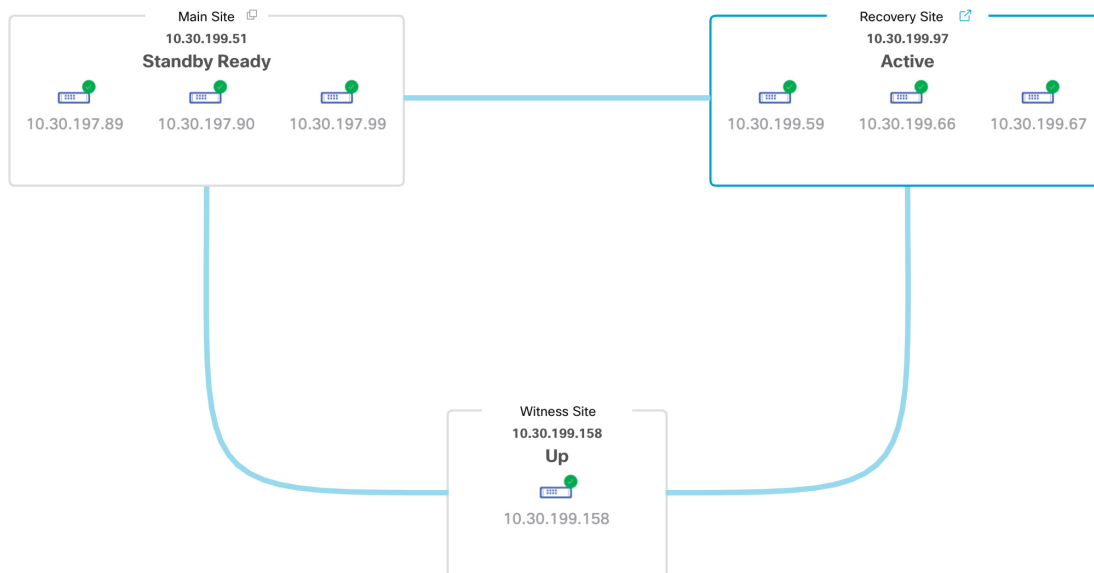 Main Site
10.30.199.51
Standby Ready
10.30.197.89 10.30.197.90 10.30.197.99
Recovery Site
10.30.199.97
Active
10.30.199.59 10.30.199.66 10.30.199.67
Witness Site
10.30.199.158
Up
10.30.199.158